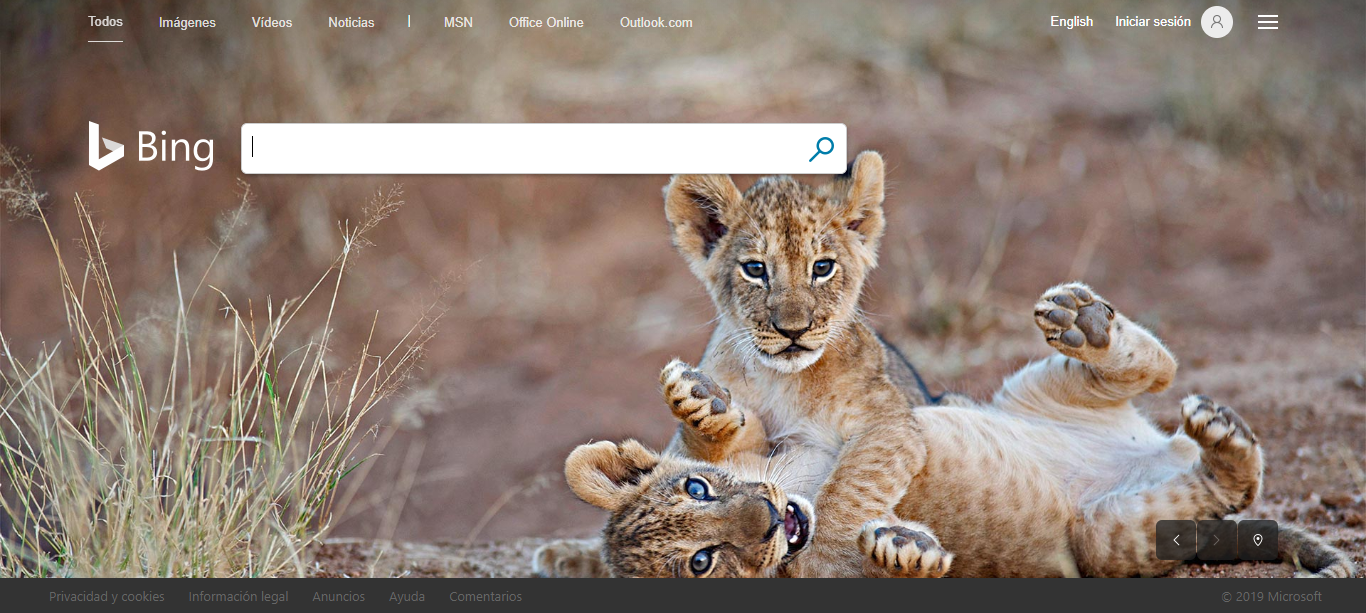 Todos Imágenes Vídeos Noticias | MSN Office Online Outlook.com English Iniciar sesión
Bing
Privacidad y cookies Información legal Anuncios Ayuda Comentarios © 2019 Microsoft